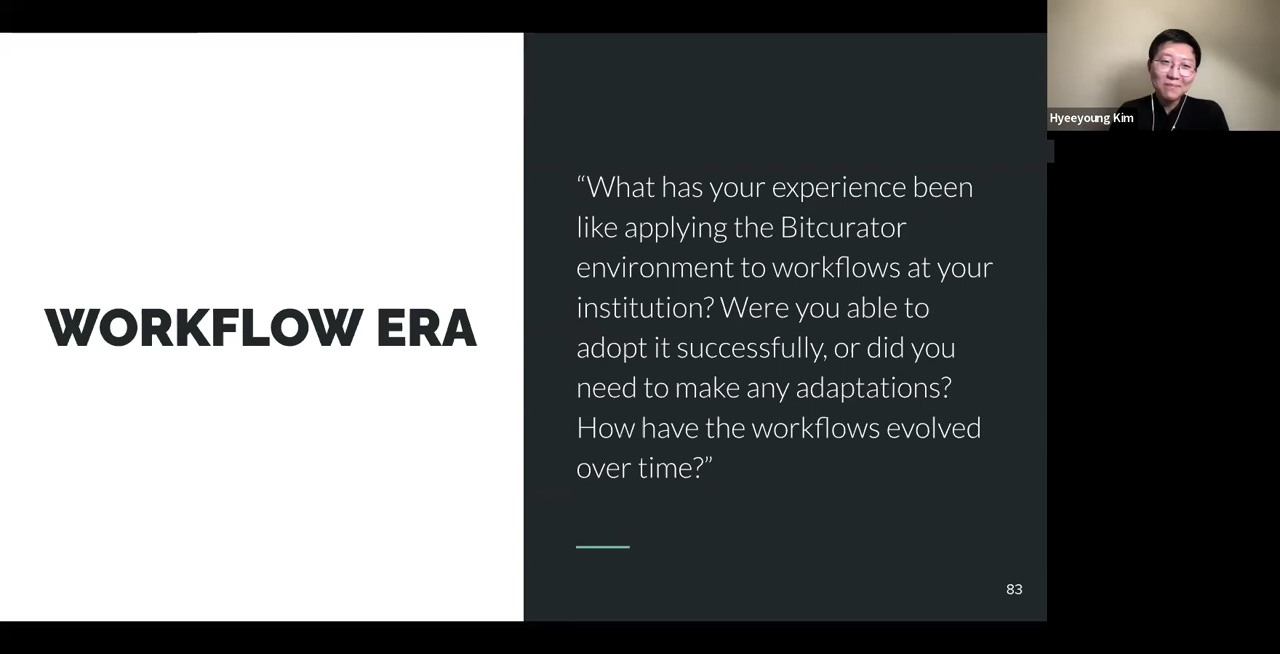 WORKFLOW ERA
“What has your experience been
like applying the Bitcurator
environment to workflows at your
institution? Were you able to
adopt it successfully, or did you
need to make any adaptations?
How have the workflows evolved
over time?”
83
Hyeeyoung Kim